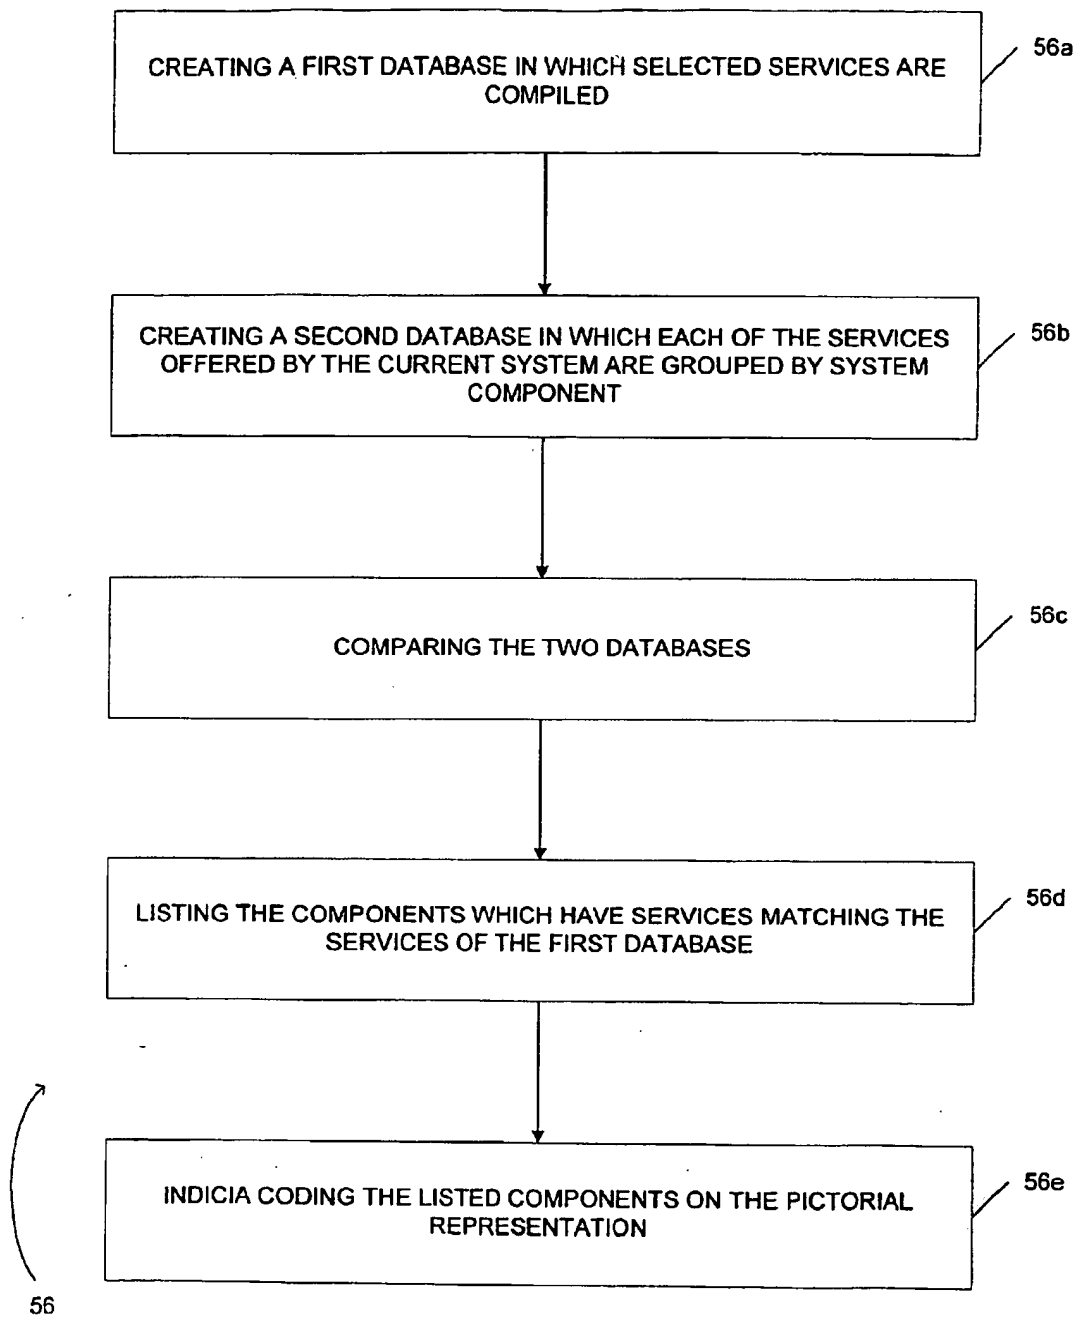 CREATING A FIRST DATABASE IN WHICH SELECTED SERVICES ARE
COMPILED
56a
CREATING A SECOND DATABASE IN WHICH EACH OF THE SERVICES
OFFERED BY THE CURRENT SYSTEM ARE GROUPED BY SYSTEM
COMPONENT
56b
COMPARING THE TWO DATABASES
56c
LISTING THE COMPONENTS WHICH HAVE SERVICES MATCHING THE
SERVICES OF THE FIRST DATABASE
56d
INDICIA CODING THE LISTED COMPONENTS ON THE PICTORIAL
REPRESENTATION
56e
56